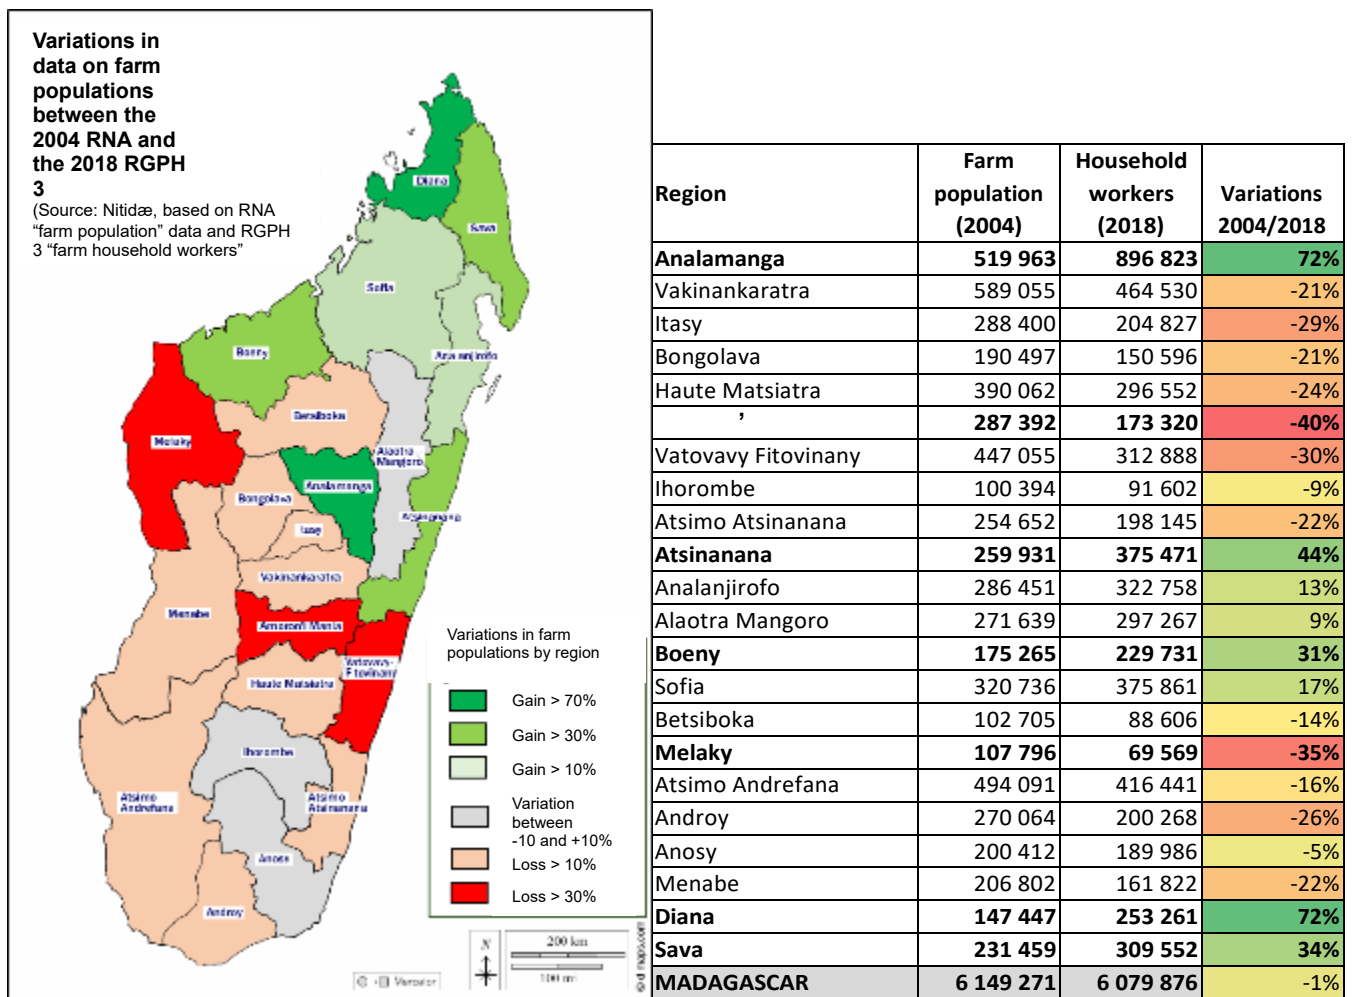 Variations in
data on farm
populations
between the
2004 RNA and
the 2018 RGPH
3
(Source: Nitidæ, based on RNA
“farm population” data and RGPH
3 “farm household workers”
Diana
Sava
Sofia
Analanjirofo
Boeny
Betsiboka
Melaky
Alaotra
Mangoro
Analamanga
Bongolava
Atsinanana
Itasy
Vakinankaratra
Menabe
Amoron'i Mania
Vatovavy-
Fitovinany
Haute Matsiatra
Ihorombe
Atsimo
Andrefana
Atsimo
Atsinanana
Anosy
Androy
Variations in farm
populations by region
Gain > 70%
Gain > 30%
Gain > 10%
Variation
between
-10 and +10%
Loss > 10%
Loss > 30%
N
200 km
100 mi
Mercator
© d-maps.com
Region Farm population (2004) Household workers (2018) Variations 2004/2018
Analamanga 519 963 896 823 72%
Vakinankaratra 589 055 464 530 -21%
Itasy 288 400 204 827 -29%
Bongolava 190 497 150 596 -21%
Haute Matsiatra 390 062 296 552 -24%
’ 287 392 173 320 -40%
Vatovavy Fitovinany 447 055 312 888 -30%
Ihorombe 100 394 91 602 -9%
Atsimo Atsinanana 254 652 198 145 -22%
Atsinanana 259 931 375 471 44%
Analanjirofo 286 451 322 758 13%
Alaotra Mangoro 271 639 297 267 9%
Boeny 175 265 229 731 31%
Sofia 320 736 375 861 17%
Betsiboka 102 705 88 606 -14%
Melaky 107 796 69 569 -35%
Atsimo Andrefana 494 091 416 441 -16%
Androy 270 064 200 268 -26%
Anosy 200 412 189 986 -5%
Menabe 206 802 161 822 -22%
Diana 147 447 253 261 72%
Sava 231 459 309 552 34%
MADAGASCAR 6 149 271 6 079 876 -1%